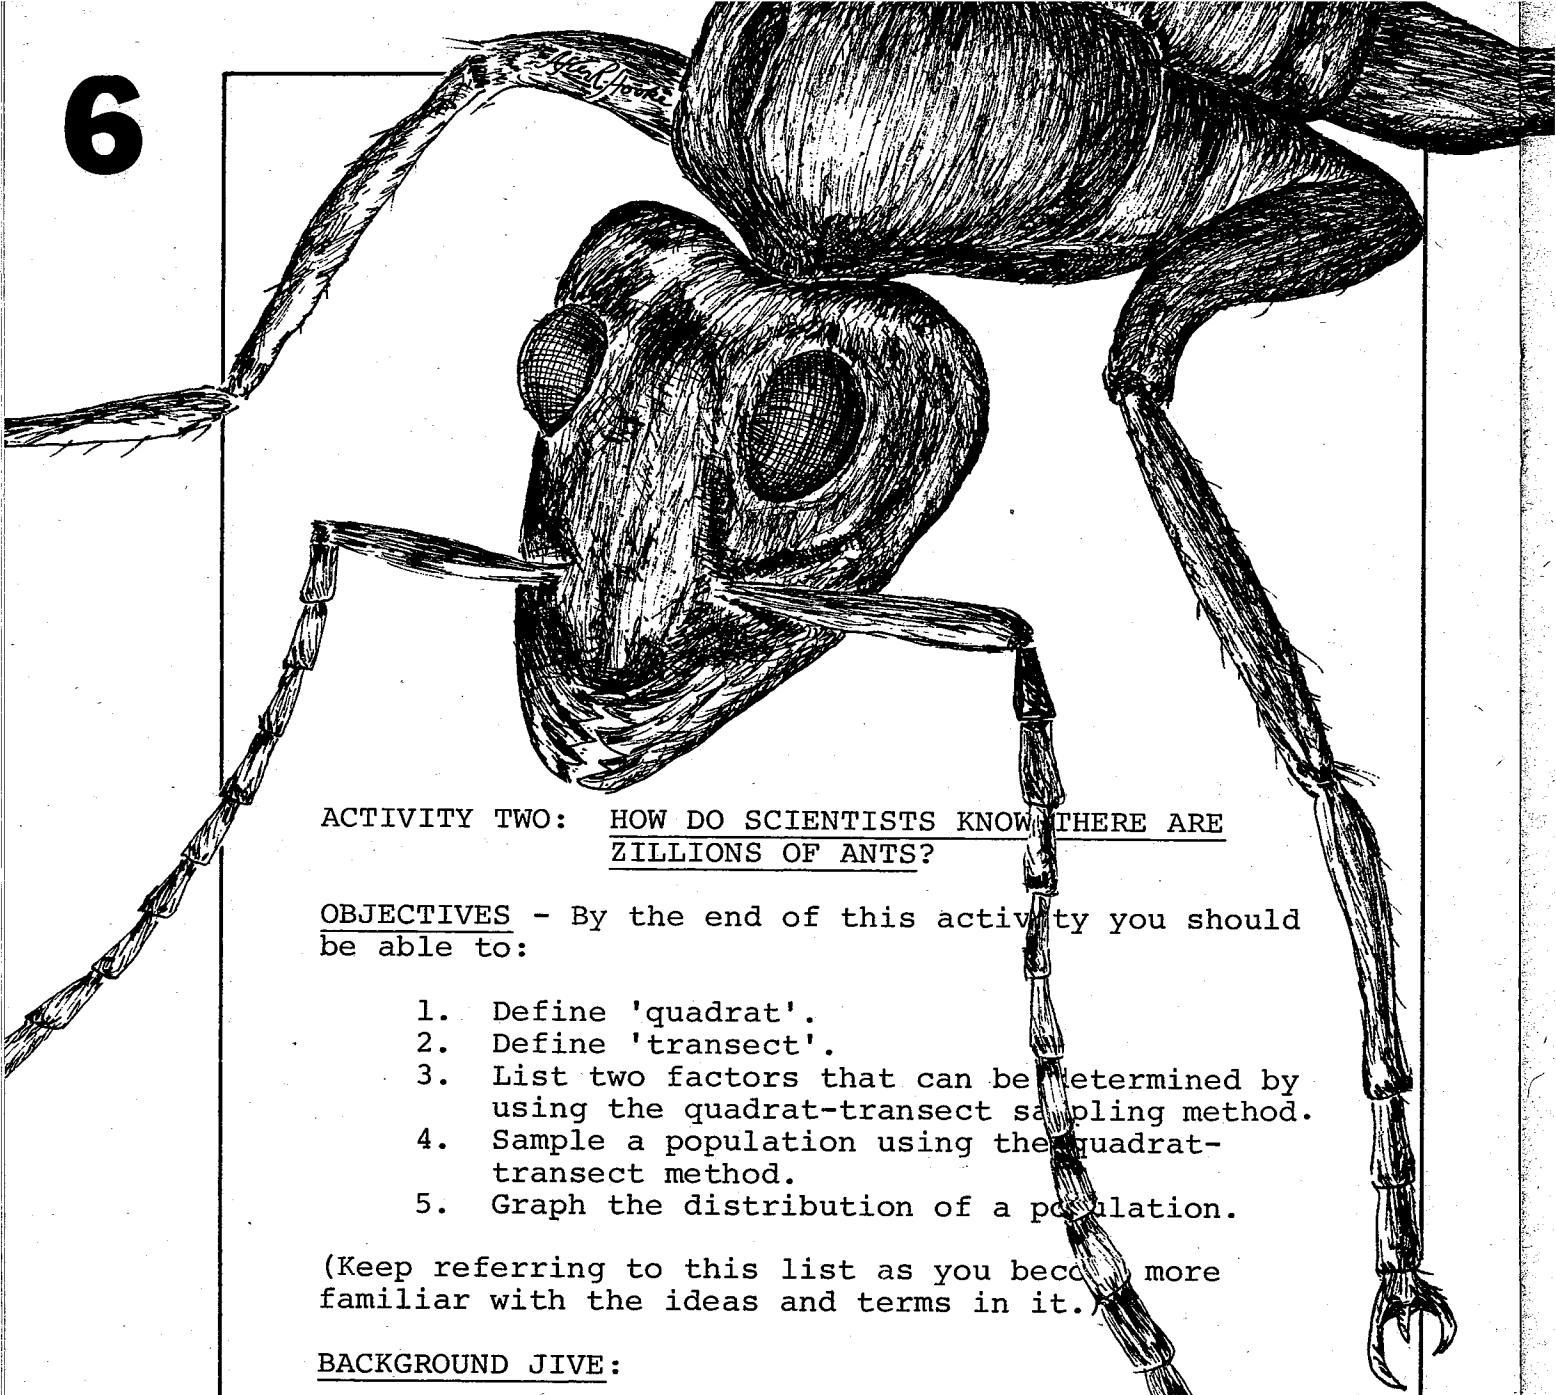 6
ACTIVITY TWO: HOW DO SCIENTISTS KNOW THERE ARE
ZILLIONS OF ANTS?
OBJECTIVES - By the end of this activity you should
be able to:
1. Define 'quadrat'.
2. Define 'transect'.
3. List two factors that can be determined by
using the quadrat-transect sampling method.
4. Sample a population using the quadrat-
transect method.
5. Graph the distribution of a population.
(Keep referring to this list as you become more
familiar with the ideas and terms in it.)
BACKGROUND JIVE: